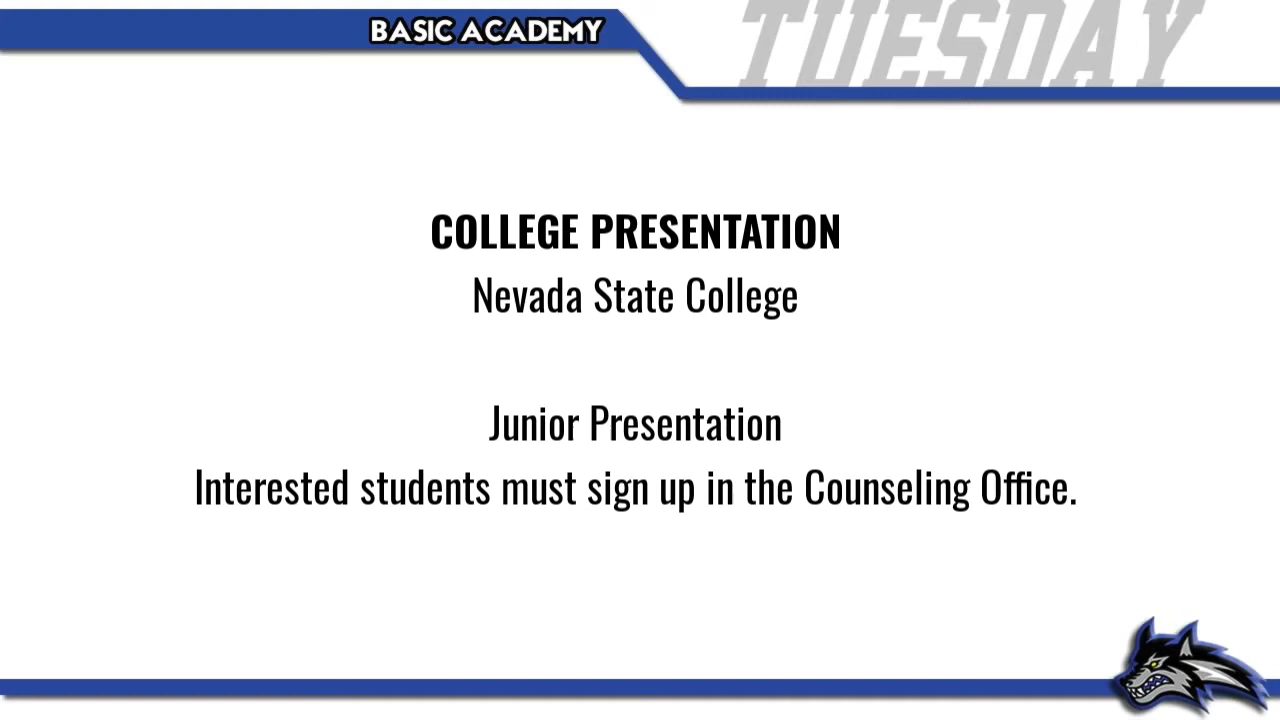 BASIC ACADEMY
TUESDAY
COLLEGE PRESENTATION
Nevada State College
Junior Presentation
Interested students must sign up in the Counseling Office.